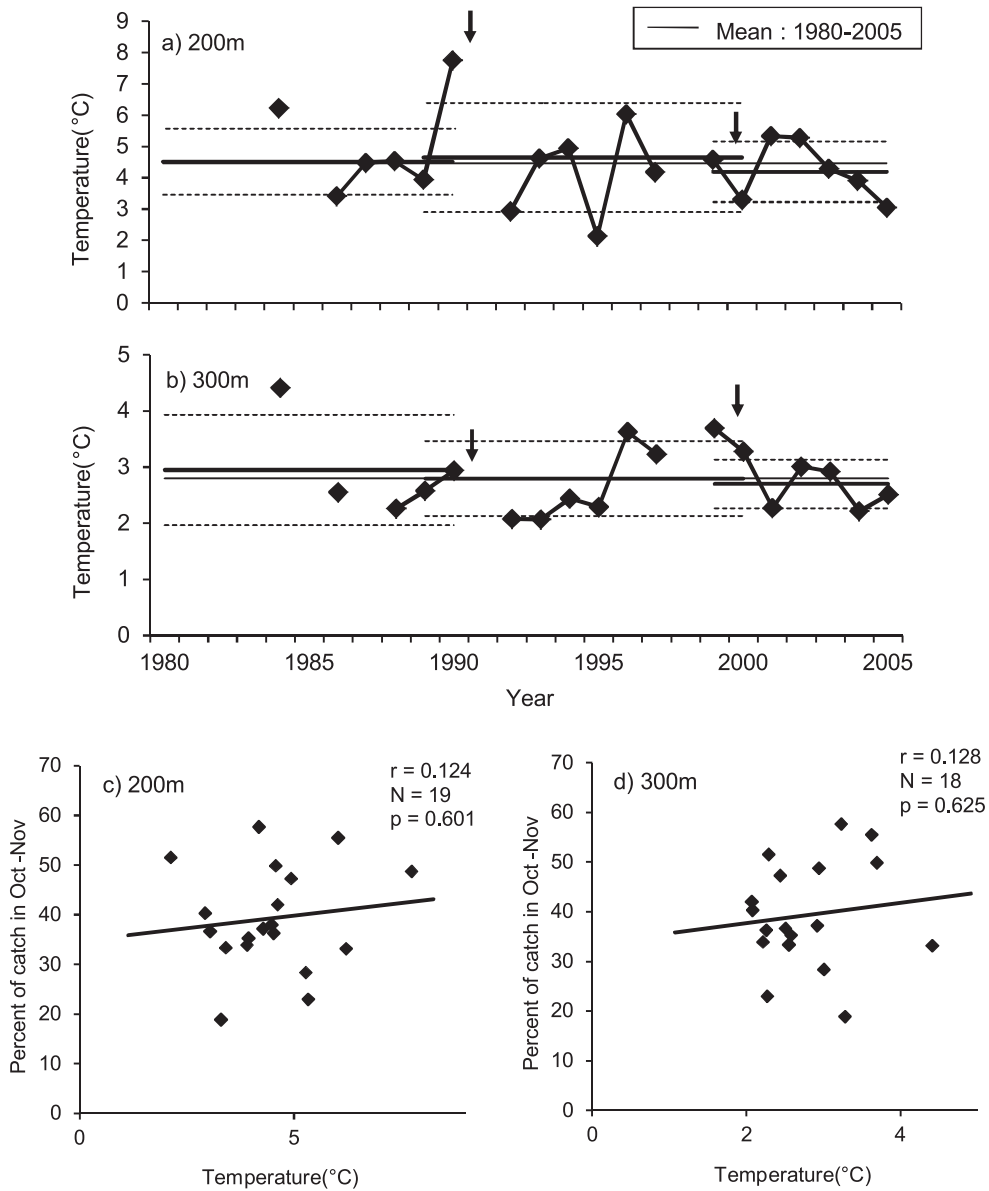 a) 200m
Mean : 1980-2005
9
8
7
6
5
4
3
2
1
0
Temperature(°C)
b) 300m
5
4
3
2
1
0
Temperature(°C)
1980 1985 1990 1995 2000 2005
Year
c) 200m
r = 0.124
N = 19
p = 0.601
70
60
50
40
30
20
10
0
Percent of catch in Oct -Nov
0 5
Temperature(°C)
d) 300m
r = 0.128
N = 18
p = 0.625
70
60
50
40
30
20
10
0
Percent of catch in Oct -Nov
0 2 4
Temperature(°C)